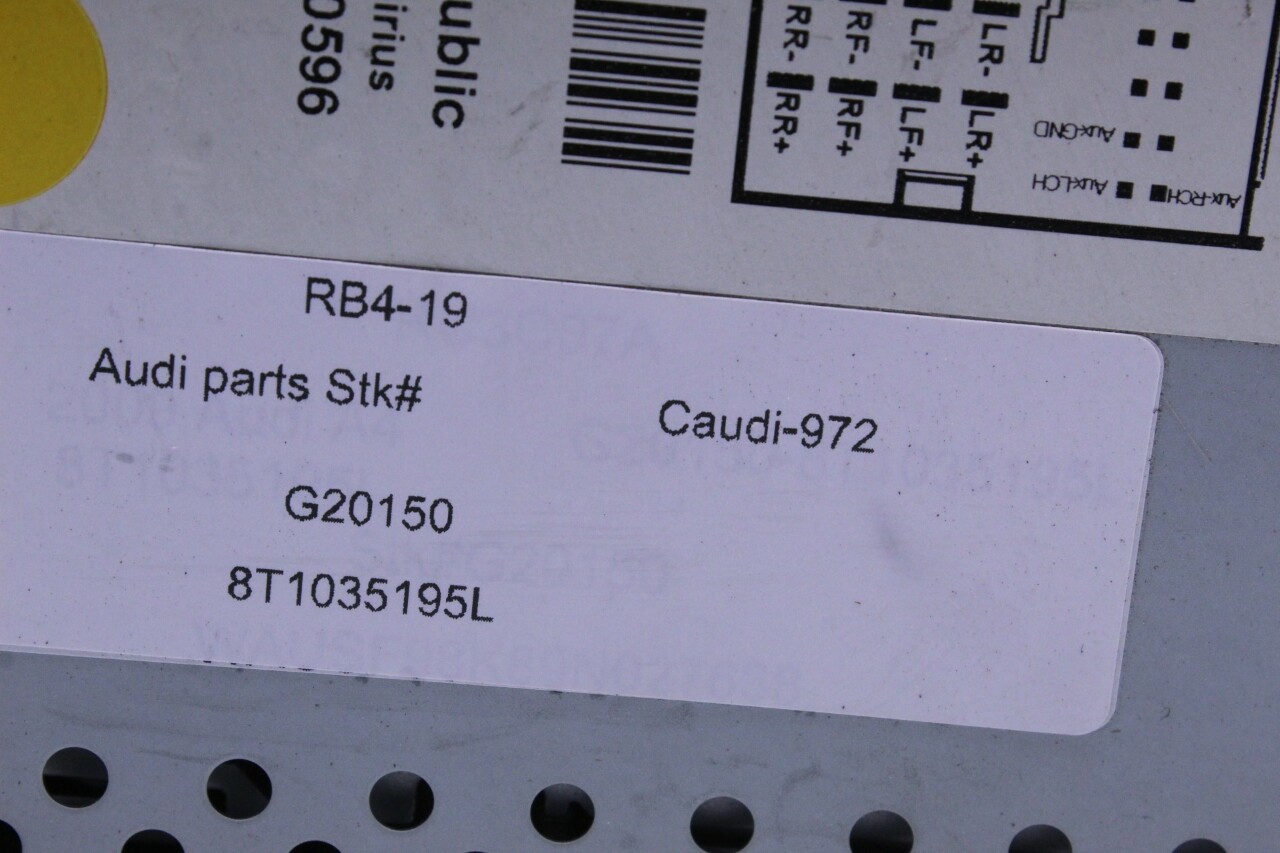 ublic
irius
0596
RR- RF- LF- LR-
RR+ RF+ LF+ LR+
Aux-GND
Aux-LCH
Aux-RCH
RB4-19
Audi parts Stk#
Caudi-972
G20150
8T1035195L